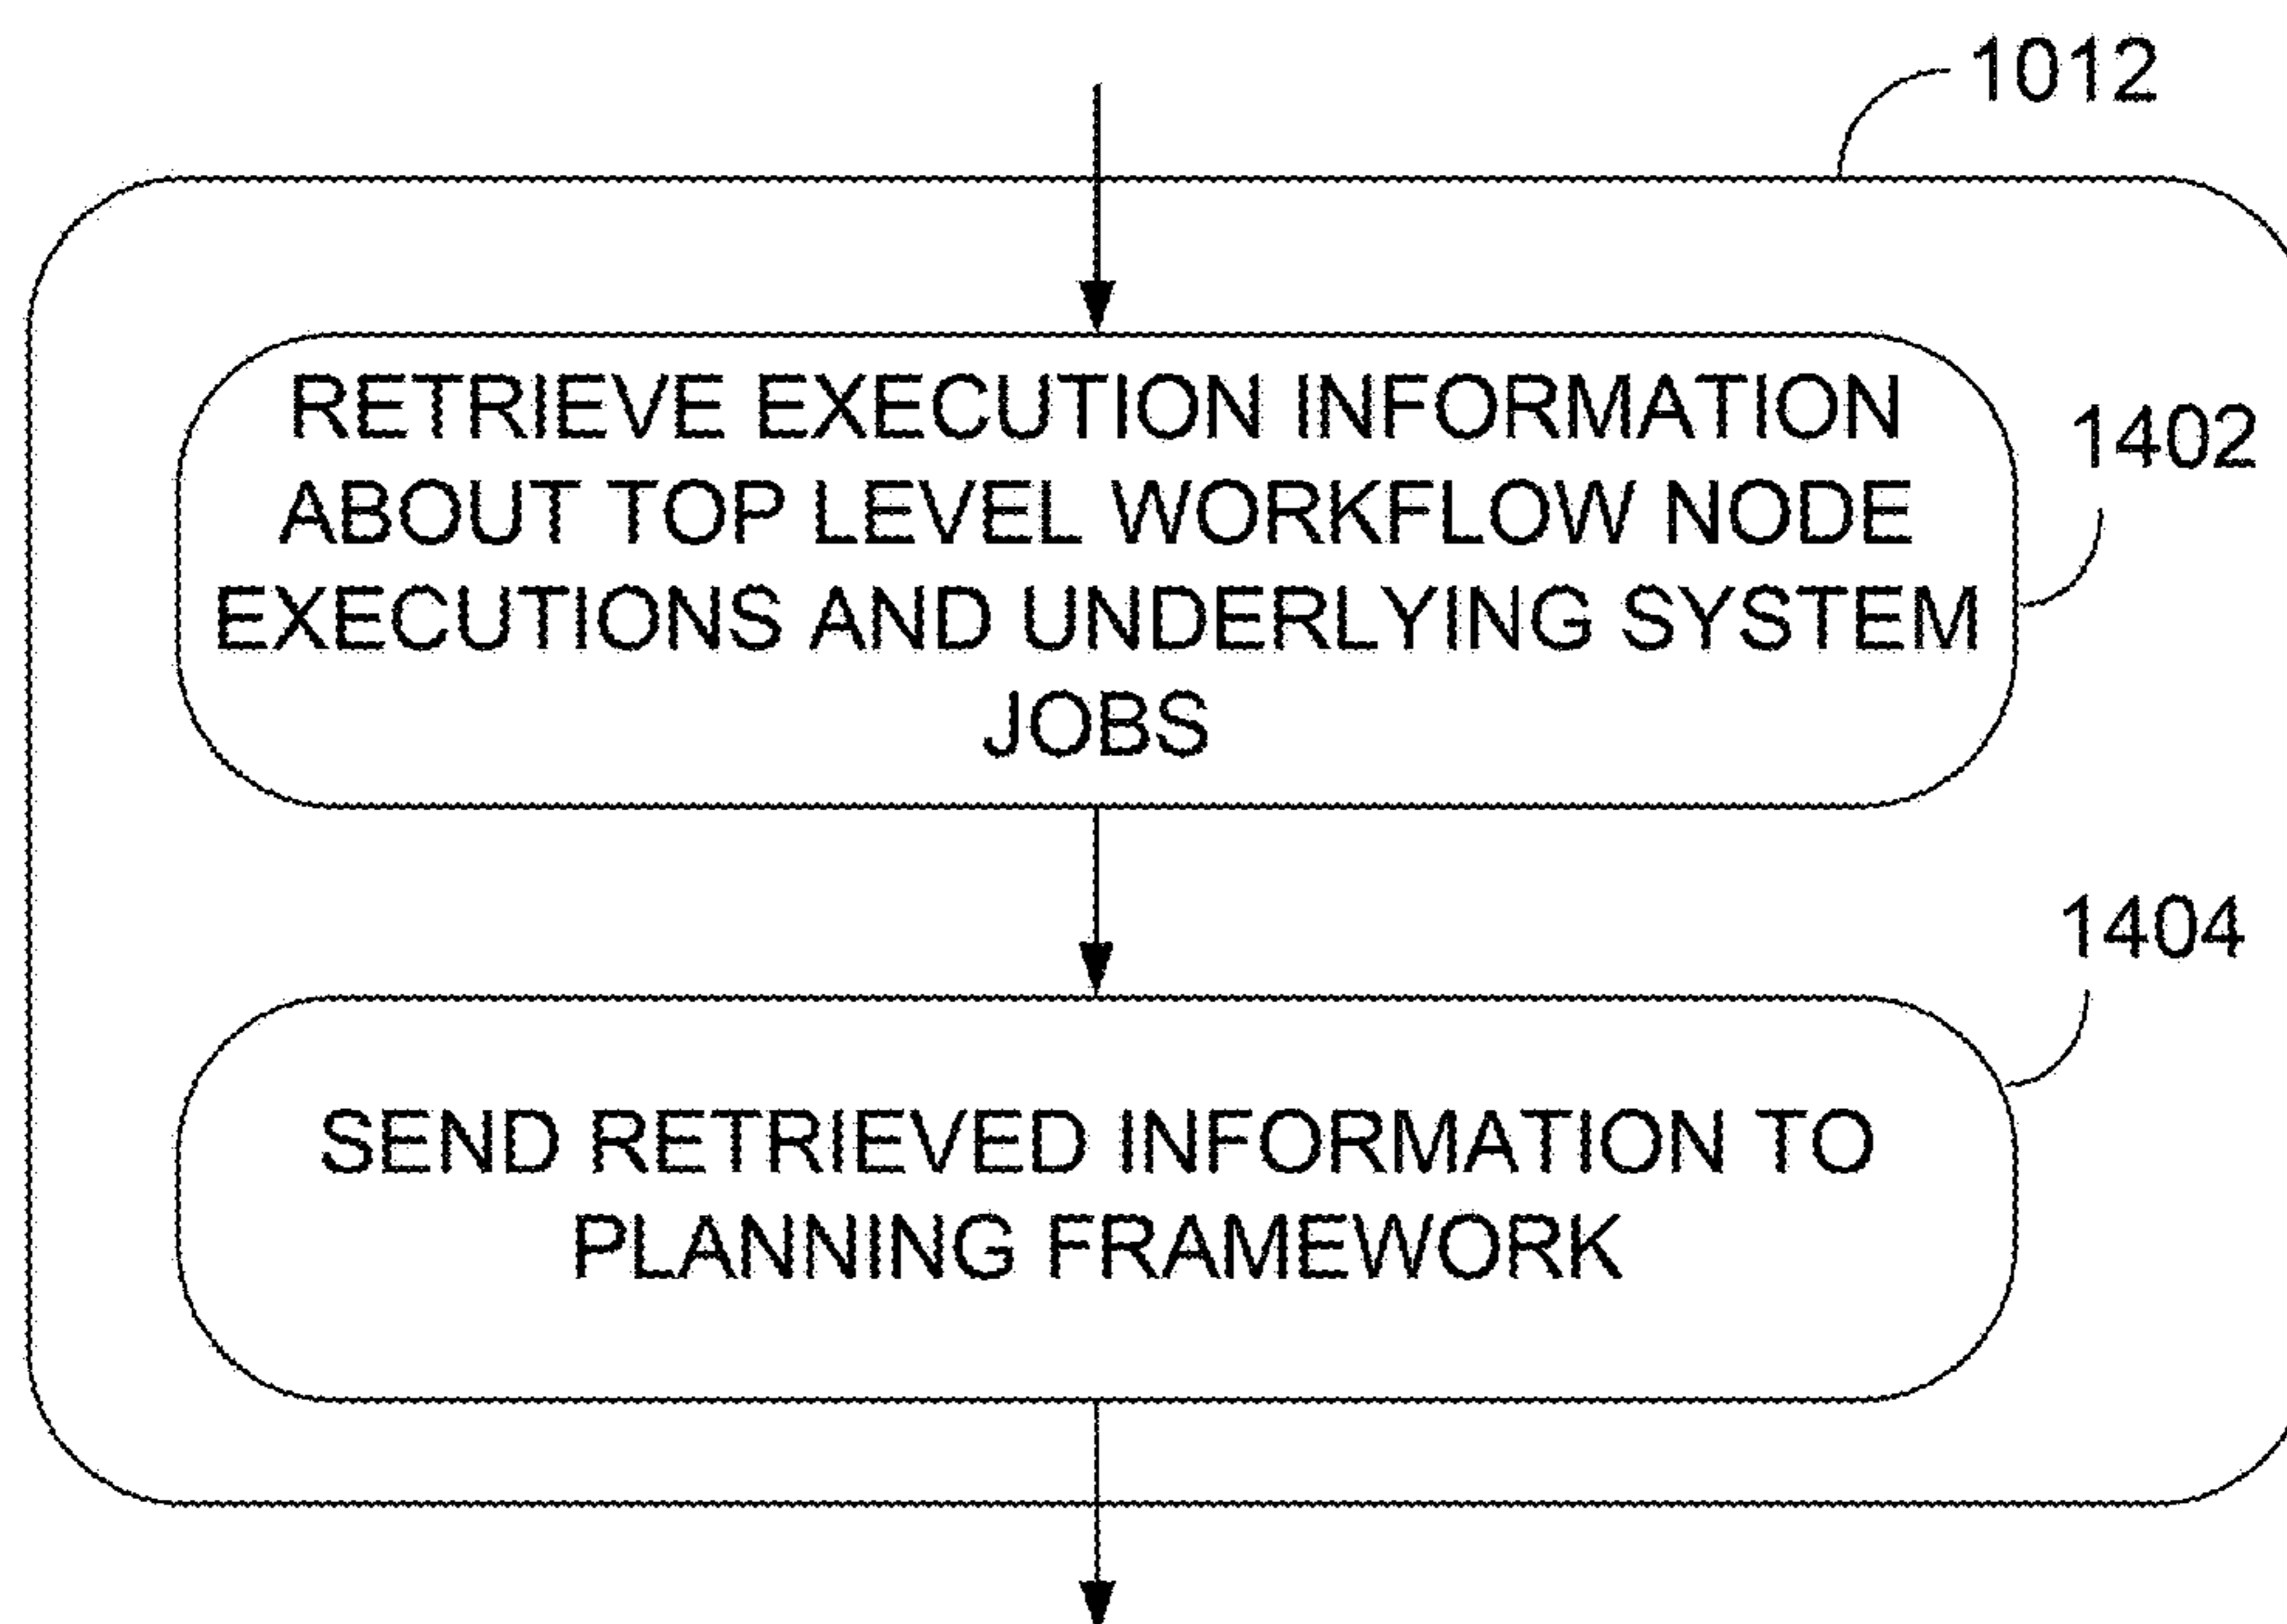 1012
RETRIEVE EXECUTION INFORMATION
ABOUT TOP LEVEL WORKFLOW NODE
EXECUTIONS AND UNDERLYING SYSTEM
JOBS
1402
1404
SEND RETRIEVED INFORMATION TO
PLANNING FRAMEWORK